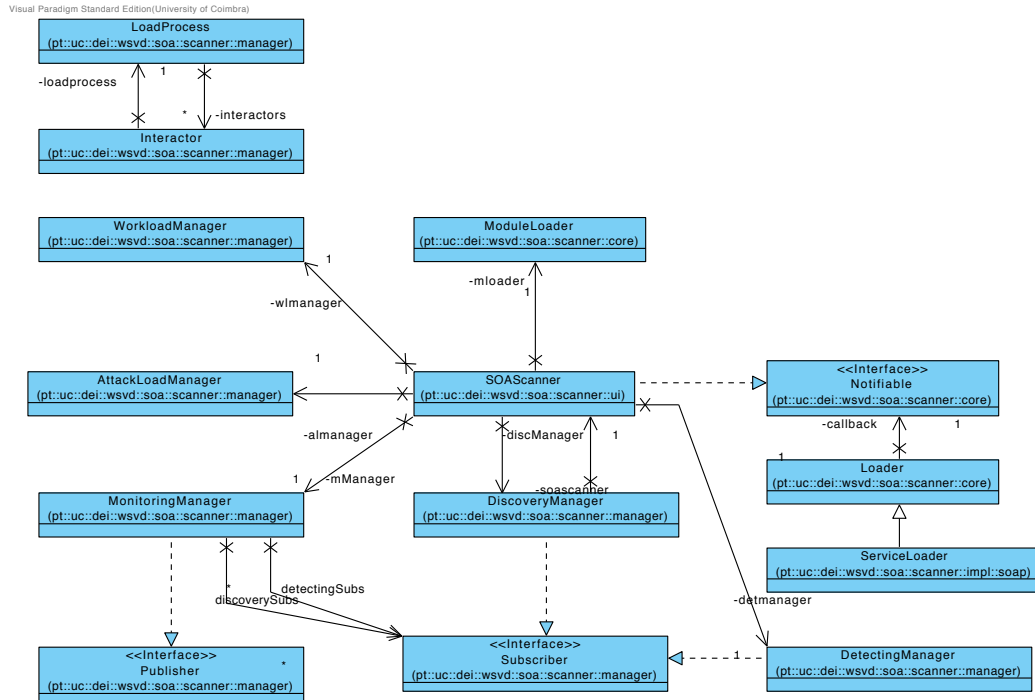 Visual Paradigm Standard Edition(University of Coimbra)
LoadProcess
(pt::uc::dei::wsvd::soa::scanner::manager)
-loadprocess
1
*
-interactors
Interactor
(pt::uc::dei::wsvd::soa::scanner::manager)
WorkloadManager
(pt::uc::dei::wsvd::soa::scanner::manager)
ModuleLoader
(pt::uc::dei::wsvd::soa::scanner::core)
1
-wlmanager
-mloader
1
AttackLoadManager
(pt::uc::dei::wsvd::soa::scanner::manager)
1
SOAScanner
(pt::uc::dei::wsvd::soa::scanner::ui)
<<Interface>>
Notifiable
(pt::uc::dei::wsvd::soa::scanner::core)
-almanager
-discManager
1
-callback
1
1
Loader
(pt::uc::dei::wsvd::soa::scanner::core)
1
-mManager
-soascanner
MonitoringManager
(pt::uc::dei::wsvd::soa::scanner::manager)
DiscoveryManager
(pt::uc::dei::wsvd::soa::scanner::manager)
ServiceLoader
(pt::uc::dei::wsvd::soa::scanner::impl::soap)
*
discoverySubs
detectingSubs
-detmanager
<<Interface>>
Publisher
(pt::uc::dei::wsvd::soa::scanner::manager)
*
<<Interface>>
Subscriber
(pt::uc::dei::wsvd::soa::scanner::manager)
1
DetectingManager
(pt::uc::dei::wsvd::soa::scanner::manager)